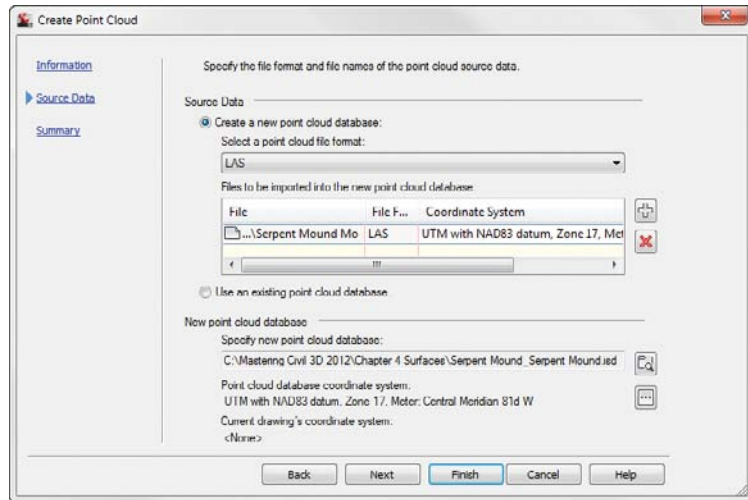 Create Point Cloud
Information
Source Data
Summary
Specify the file format and file names of the point cloud source data.
Source Data
Create a new point cloud database:
Select a point cloud file format:
LAS
Files to be imported into the new point cloud database
File File F... Coordinate System
...\Serpent Mound Mo LAS UTM with NAD83 datum, Zone 17, Met
Use an existing point cloud database
New point cloud database
Specify new point cloud database:
C:\Mastering Civil 3D 2012\Chapter 4 Surfaces\Serpent Mound_Serpent Mound.isd
Point cloud database coordinate system:
UTM with NAD83 datum, Zone 17, Meter; Central Meridian 81d W
Current drawing's coordinate system:
<None>
Back Next Finish Cancel Help